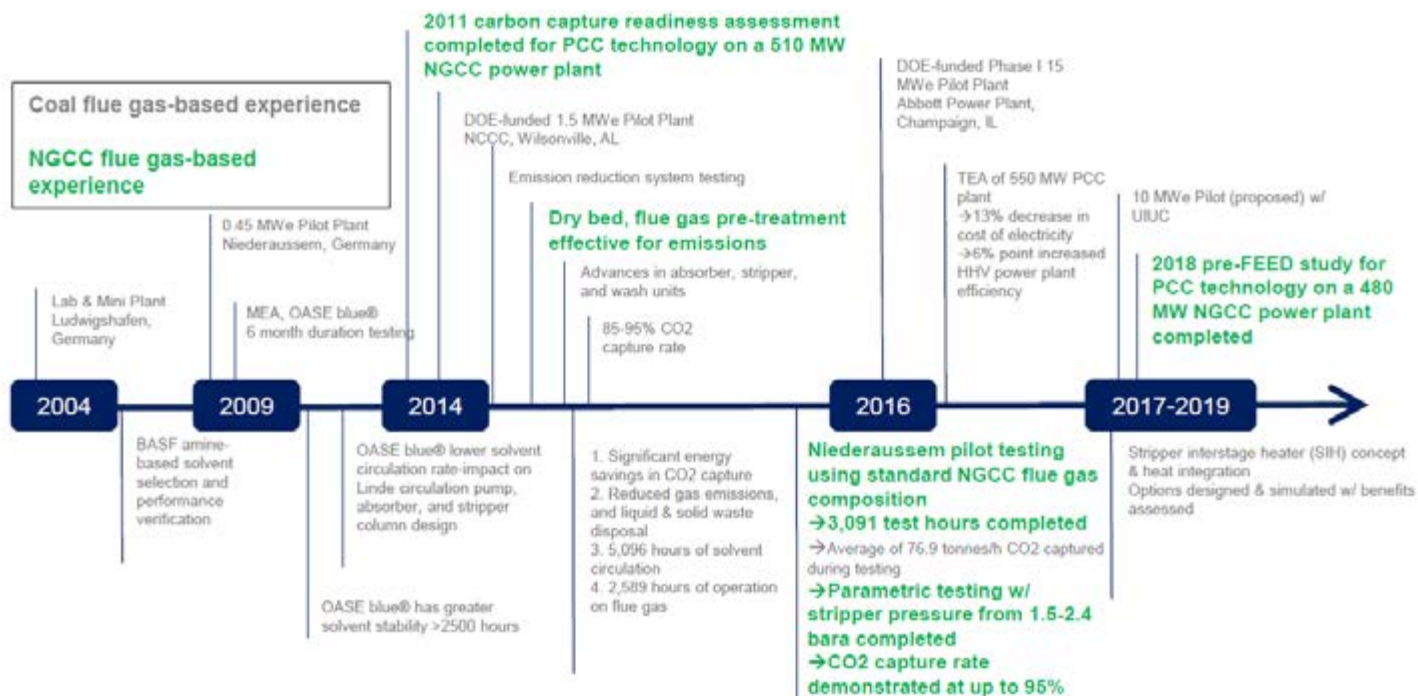 2011 carbon capture readiness assessment
completed for PCC technology on a 510 MW
NGCC power plant
Coal flue gas-based experience
NGCC flue gas-based
experience
DOE-funded 1.5 MWe Pilot Plant
NCCC, Wilsonville, AL
Emission reduction system testing
0.45 MWe Pilot Plant
Niederaussem, Germany
Dry bed, flue gas pre-treatment
effective for emissions
Advances in absorber, stripper,
and wash units
Lab & Mini Plant
Ludwigshafen,
Germany
MEA, OASE blue®
6 month duration testing
85-95% CO2
capture rate
DOE-funded Phase I 15
MWe Pilot Plant
Abbott Power Plant,
Champaign, IL
TEA of 550 MW PCC
plant
→13% decrease in
cost of electricity
→6% point increased
HHV power plant
efficiency
10 MWe Pilot (proposed) w/
UIUC
2018 pre-FEED study for
PCC technology on a 480
MW NGCC power plant
completed
2004
2009
2014
2016
2017-2019
BASF amine-
based solvent
selection and
performance
verification
OASE blue® lower solvent
circulation rate-impact on
Linde circulation pump,
absorber, and stripper
column design
OASE blue® has greater
solvent stability >2500 hours
1. Significant energy
savings in CO2 capture
2. Reduced gas emissions,
and liquid & solid waste
disposal
3. 5,096 hours of solvent
circulation
4. 2,589 hours of operation
on flue gas
Niederaussem pilot testing
using standard NGCC flue gas
composition
→3,091 test hours completed
→Average of 76.9 tonnes/h CO2 captured
during testing
→Parametric testing w/
stripper pressure from 1.5-2.4
bara completed
→CO2 capture rate
demonstrated at up to 95%
Stripper interstage heater (SIH) concept
& heat integration
Options designed & simulated w/ benefits
assessed